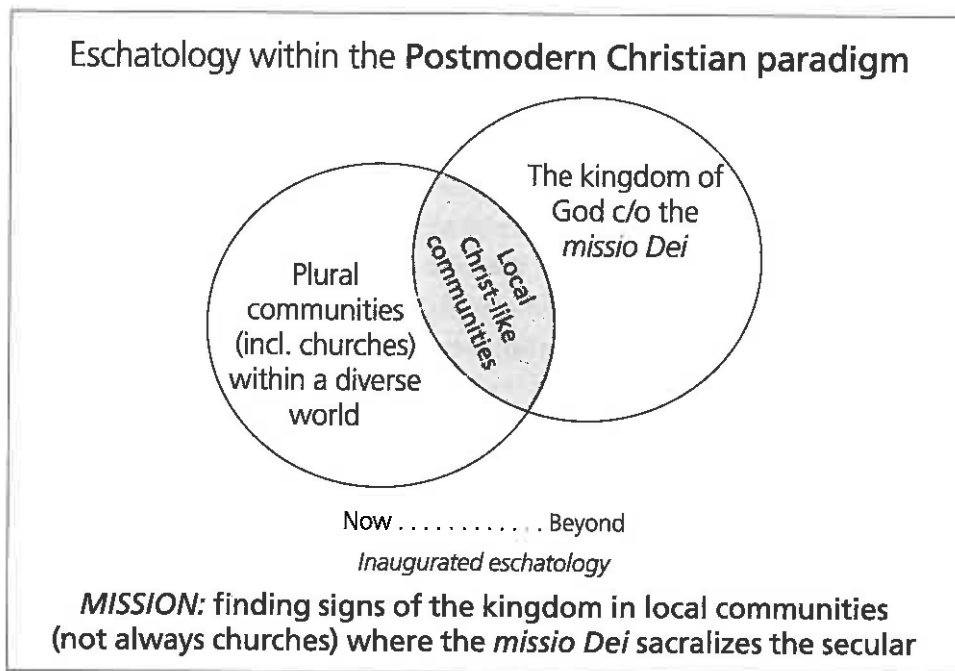 Eschatology within the Postmodern Christian paradigm
The kingdom of
God c/o the
missio Dei
Local
Christ-like
communities
Plural
communities
(incl. churches)
within a diverse
world
Now . . . . . . . . . . . . Beyond
Inaugurated eschatology
MISSION: finding signs of the kingdom in local communities
(not always churches) where the missio Dei sacralizes the secular